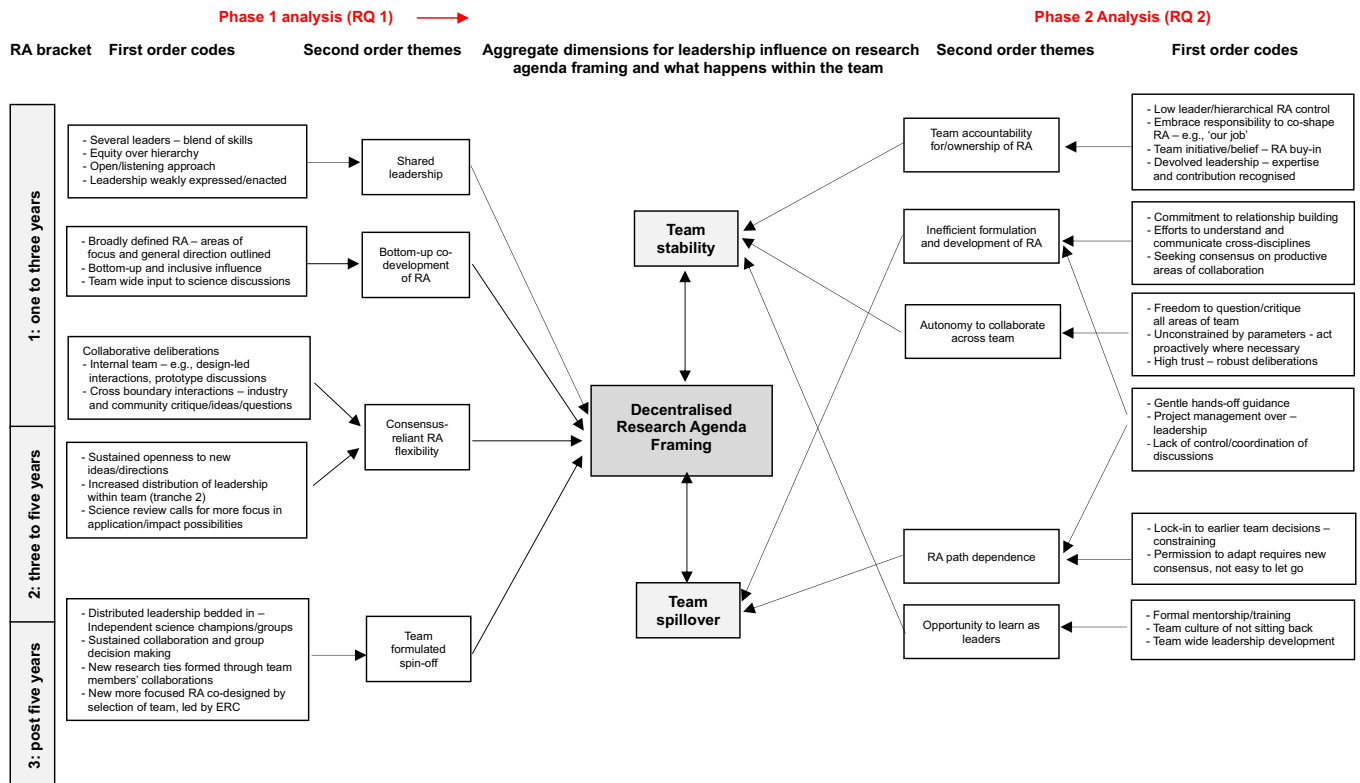 Phase 1 analysis (RQ 1)
Phase 2 Analysis (RQ 2)
RA bracket
First order codes
Second order themes
Aggregate dimensions for leadership influence on research
agenda framing and what happens within the team
Second order themes
First order codes
1: one to three years
2: three to five years
3: post five years
- Several leaders – blend of skills
- Equity over hierarchy
- Open/listening approach
- Leadership weakly expressed/enacted
- Broadly defined RA – areas of
focus and general direction outlined
- Bottom-up and inclusive influence
- Team wide input to science discussions
Collaborative deliberations
- Internal team – e.g., design-led
interactions, prototype discussions
- Cross boundary interactions – industry
and community critique/ideas/questions
- Sustained openness to new
ideas/directions
- Increased distribution of leadership
within team (tranche 2)
- Science review calls for more focus in
application/impact possibilities
- Distributed leadership bedded in –
Independent science champions/groups
- Sustained collaboration and group
decision making
- New research ties formed through team
members' collaborations
- New more focused RA co-designed by
selection of team, led by ERC
Shared
leadership
Bottom-up co-
development
of RA
Consensus-
reliant RA
flexibility
Team
formulated
spin-off
Team
stability
Decentralised
Research Agenda
Framing
Team
spillover
Team accountability
for/ownership of RA
Inefficient formulation
and development of RA
Autonomy to collaborate
across team
RA path dependence
Opportunity to learn as
leaders
- Low leader/hierarchical RA control
- Embrace responsibility to co-shape
RA – e.g., ‘our job’
- Team initiative/belief – RA buy-in
- Devolved leadership – expertise
and contribution recognised
- Commitment to relationship building
- Efforts to understand and
communicate cross-disciplines
- Seeking consensus on productive
areas of collaboration
- Freedom to question/critique
all areas of team
- Unconstrained by parameters - act
proactively where necessary
- High trust – robust deliberations
- Gentle hands-off guidance
- Project management over –
leadership
- Lack of control/coordination of
discussions
- Lock-in to earlier team decisions –
constraining
- Permission to adapt requires new
consensus, not easy to let go
- Formal mentorship/training
- Team culture of not sitting back
- Team wide leadership development